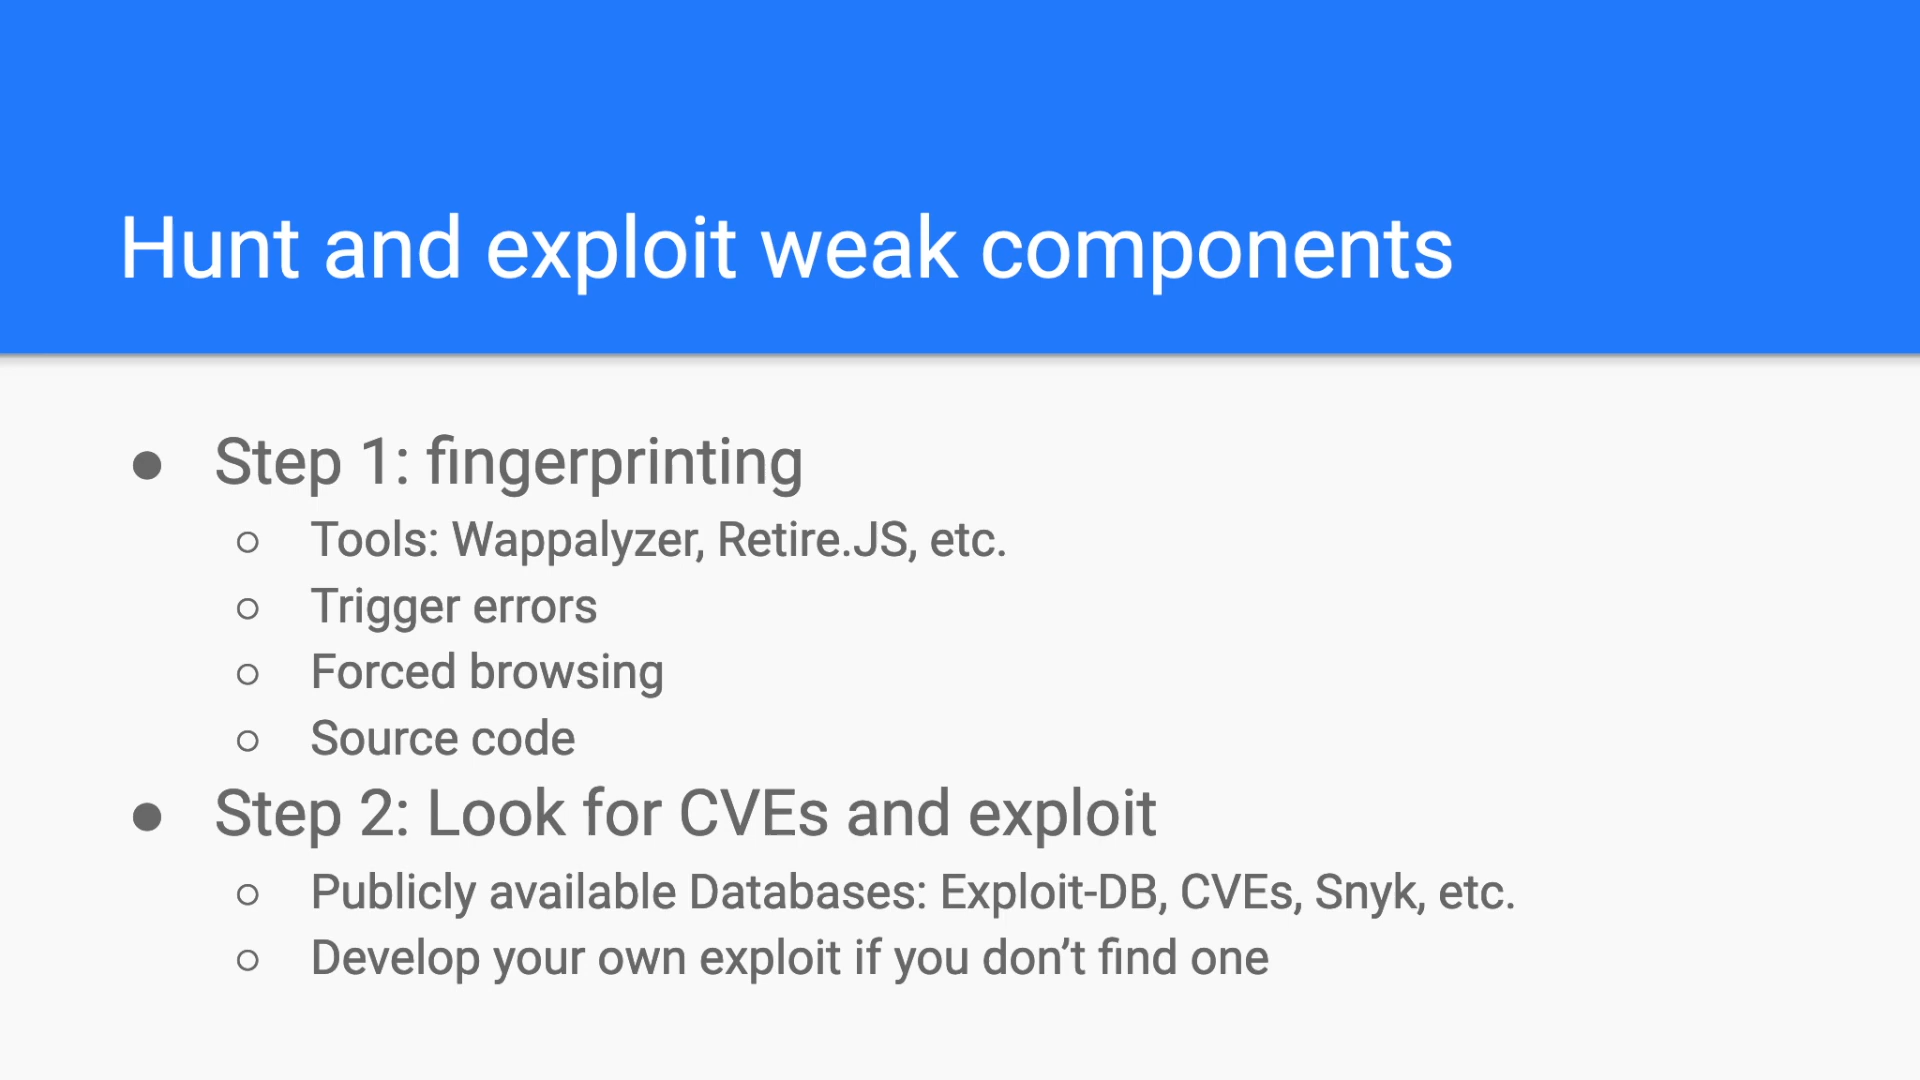 Hunt and exploit weak components
● Step 1: fingerprinting
○ Tools: Wappalyzer, Retire.JS, etc.
○ Trigger errors
○ Forced browsing
○ Source code
● Step 2: Look for CVEs and exploit
○ Publicly available Databases: Exploit-DB, CVEs, Snyk, etc.
○ Develop your own exploit if you don’t find one